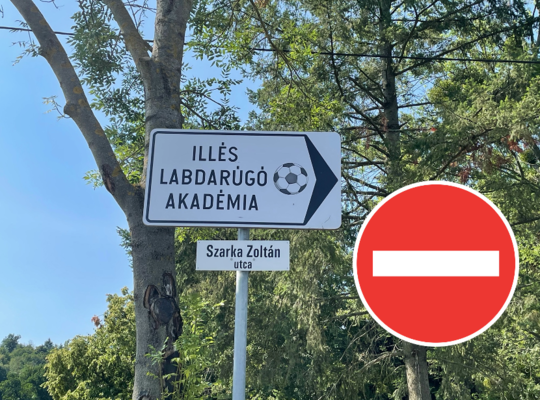 ILLÉS
LABDARÚGÓ
AKADÉMIA
Szarka Zoltán
utca